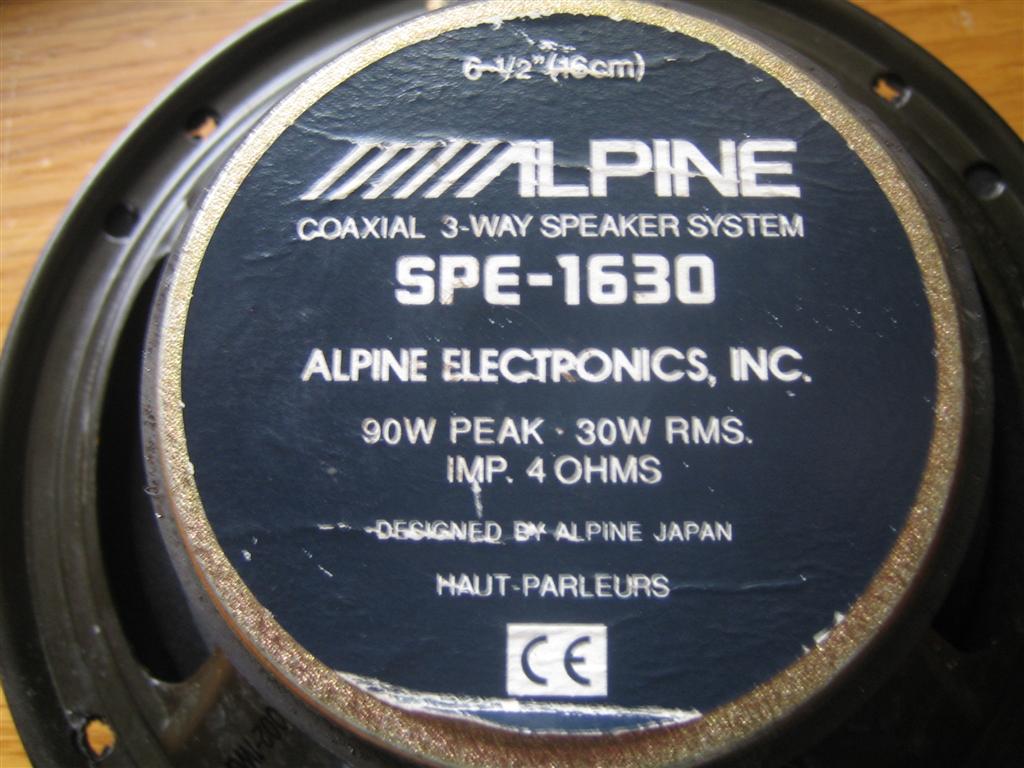 6-1/2"(16cm)
ALPINE
COAXIAL 3-WAY SPEAKER SYSTEM
SPE-1630
ALPINE ELECTRONICS, INC.
90W PEAK · 30W RMS.
IMP. 4 OHMS
DESIGNED BY ALPINE JAPAN
HAUT-PARLEURS
CE